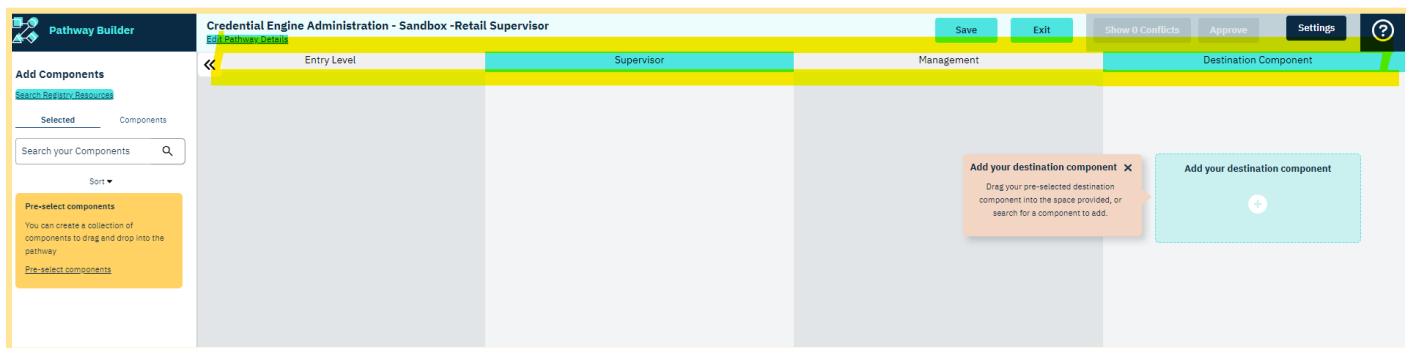 Pathway Builder
Credential Engine Administration - Sandbox -Retail Supervisor
Edit Pathway Details
Save
Exit
Show 0 Conflicts
Approve
Settings
?
Add Components
Search Registry Resources
Selected
Components
Search your Components
Sort
Pre-select components
You can create a collection of
components to drag and drop into the
pathway
Pre-select components
Entry Level
Supervisor
Management
Destination Component
Add your destination component
Drag your pre-selected destination
component into the space provided, or
search for a component to add.
Add your destination component